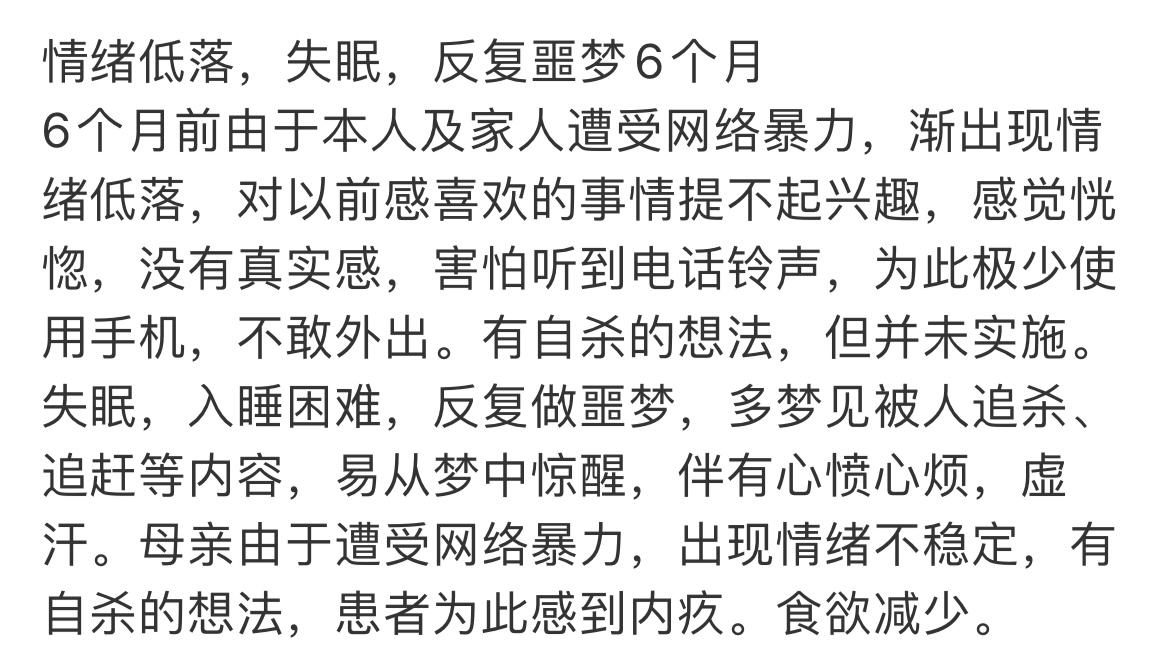 情绪低落，失眠，反复噩梦6个月
6个月前由于本人及家人遭受网络暴力，渐出现情
绪低落，对以前感喜欢的事情提不起兴趣，感觉恍
惚，没有真实感，害怕听到电话铃声，为此极少使
用手机，不敢外出。有自杀的想法，但并未实施。
失眠，入睡困难，反复做噩梦，多梦见被人追杀、
追赶等内容，易从梦中惊醒，伴有心愤心烦，虚
汗。母亲由于遭受网络暴力，出现情绪不稳定，有
自杀的想法，患者为此感到内疚。食欲减少。